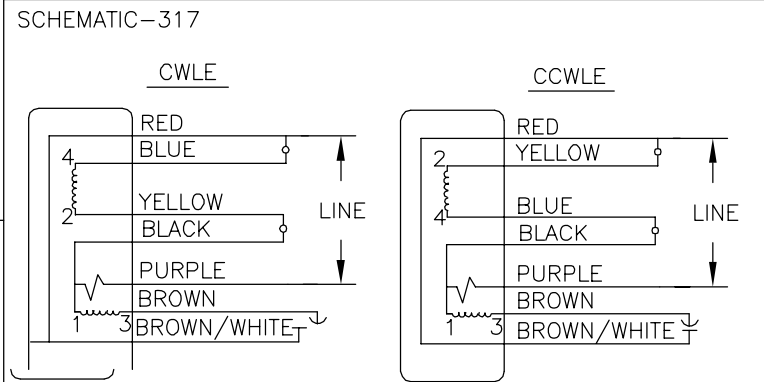 SCHEMATIC-317
CWLE
RED
4
BLUE
YELLOW
2
BLACK
LINE
PURPLE
BROWN
1
3
BROWN/WHITE
CCWLE
RED
2
YELLOW
BLUE
4
BLACK
LINE
PURPLE
BROWN
1
3
BROWN/WHITE